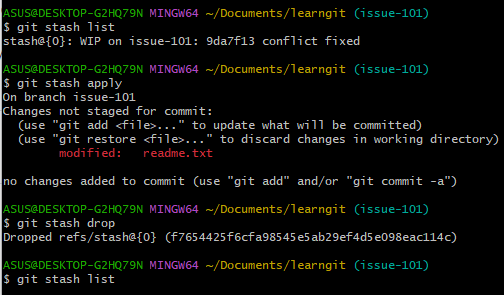 ASUS@DESKTOP-G2HQ79N MINGW64 ~/Documents/learngit (issue-101)
$ git stash list
stash@{0}: WIP on issue-101: 9da7f13 conflict fixed

ASUS@DESKTOP-G2HQ79N MINGW64 ~/Documents/learngit (issue-101)
$ git stash apply
On branch issue-101
Changes not staged for commit:
  (use "git add <file>..." to update what will be committed)
  (use "git restore <file>..." to discard changes in working directory)
        modified:   readme.txt

no changes added to commit (use "git add" and/or "git commit -a")

ASUS@DESKTOP-G2HQ79N MINGW64 ~/Documents/learngit (issue-101)
$ git stash drop
Dropped refs/stash@{0} (f7654425f6cfa98545e5ab29ef4d5e098eac114c)

ASUS@DESKTOP-G2HQ79N MINGW64 ~/Documents/learngit (issue-101)
$ git stash list